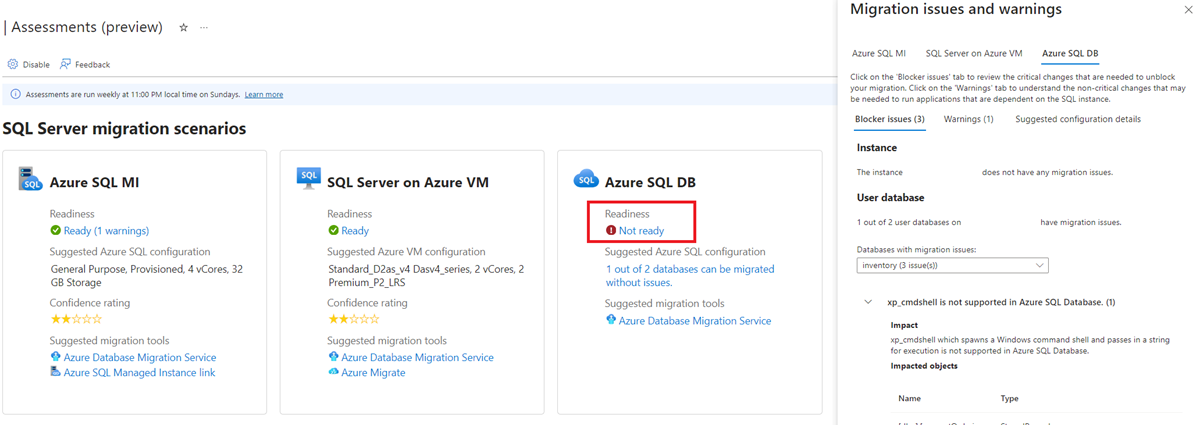 | Assessments (preview)
Disable
Feedback
Assessments are run weekly at 11:00 PM local time on Sundays. Learn more
SQL Server migration scenarios
SQL
Azure SQL MI
Readiness
Ready (1 warnings)
Suggested Azure SQL configuration
General Purpose, Provisioned, 4 vCores, 32
GB Storage
Confidence rating
Suggested migration tools
Azure Database Migration Service
Azure SQL Managed Instance link
SQL
SQL Server on Azure VM
Readiness
Ready
Suggested Azure VM configuration
Standard_D2as_v4 Dasv4_series, 2 vCores, 2
Premium_P2_LRS
Confidence rating
Suggested migration tools
Azure Database Migration Service
Azure Migrate
SQL
Azure SQL DB
Readiness
Not ready
Suggested Azure SQL configuration
1 out of 2 databases can be migrated
without issues.
Suggested migration tools
Azure Database Migration Service
Migration issues and warnings
Azure SQL MI
SQL Server on Azure VM
Azure SQL DB
Click on the 'Blocker issues' tab to review the critical changes that are needed to unblock
your migration. Click on the 'Warnings' tab to understand the non-critical changes that may
be needed to run applications that are dependent on the SQL instance.
Blocker issues (3)
Warnings (1)
Suggested configuration details
Instance
The instance does not have any migration issues.
User database
1 out of 2 user databases on have migration issues.
Databases with migration issues:
inventory (3 issue(s))
xp_cmdshell is not supported in Azure SQL Database. (1)
Impact
xp_cmdshell which spawns a Windows command shell and passes in a string
for execution is not supported in Azure SQL Database.
Impacted objects
Name
Type